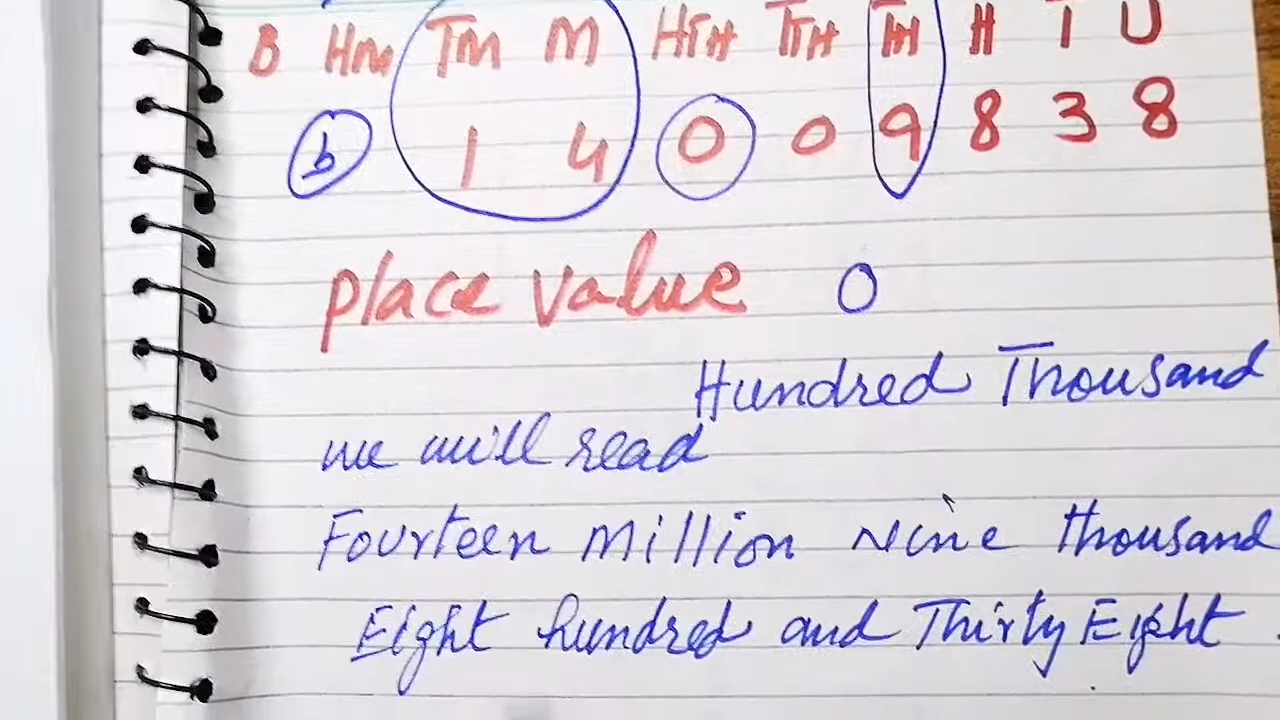 B HM TM M HTH TTH TH H T U
b 1 4 0 0 9 8 3 8
place value 0
Hundred Thousand
we will read
Fourteen Million Nine thousand
Eight hundred and Thirty Eight.